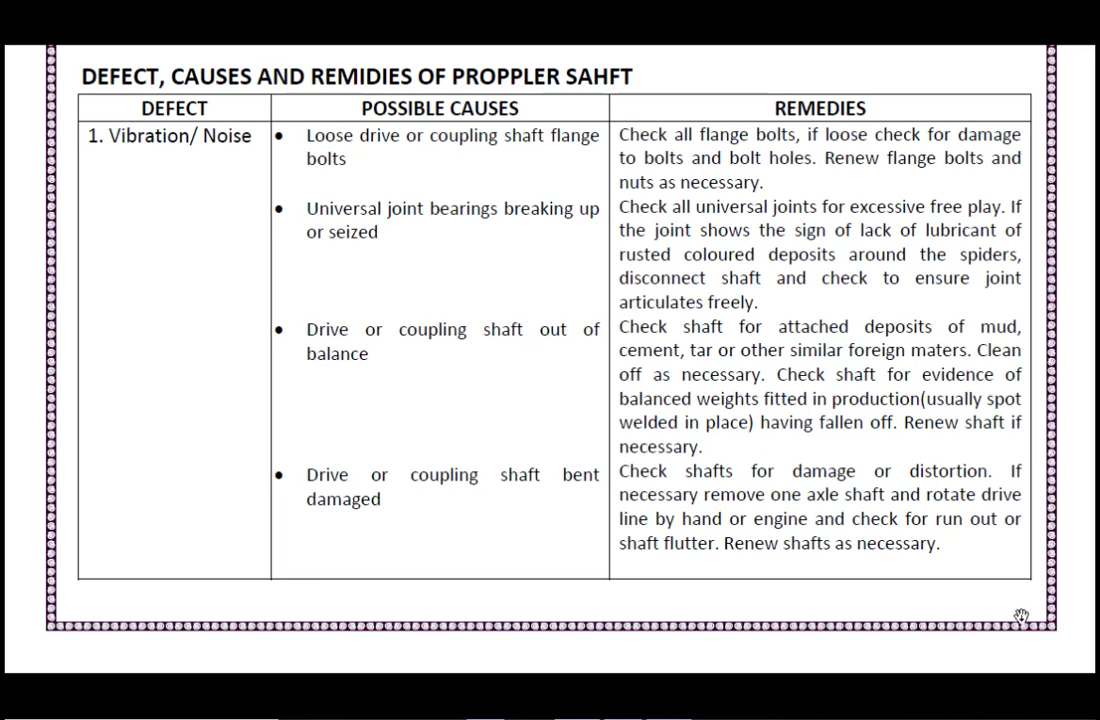 DEFECT, CAUSES AND REMIDIES OF PROPPLER SAHFT
DEFECT
POSSIBLE CAUSES
REMEDIES
1. Vibration/ Noise
• Loose drive or coupling shaft flange
bolts
Check all flange bolts, if loose check for damage
to bolts and bolt holes. Renew flange bolts and
nuts as necessary.
• Universal joint bearings breaking up
or seized
Check all universal joints for excessive free play. If
the joint shows the sign of lack of lubricant of
rusted coloured deposits around the spiders,
disconnect shaft and check to ensure joint
articulates freely.
• Drive or coupling shaft out of
balance
Check shaft for attached deposits of mud,
cement, tar or other similar foreign maters. Clean
off as necessary. Check shaft for evidence of
balanced weights fitted in production(usually spot
welded in place) having fallen off. Renew shaft if
necessary.
• Drive or coupling shaft bent
damaged
Check shafts for damage or distortion. If
necessary remove one axle shaft and rotate drive
line by hand or engine and check for run out or
shaft flutter. Renew shafts as necessary.